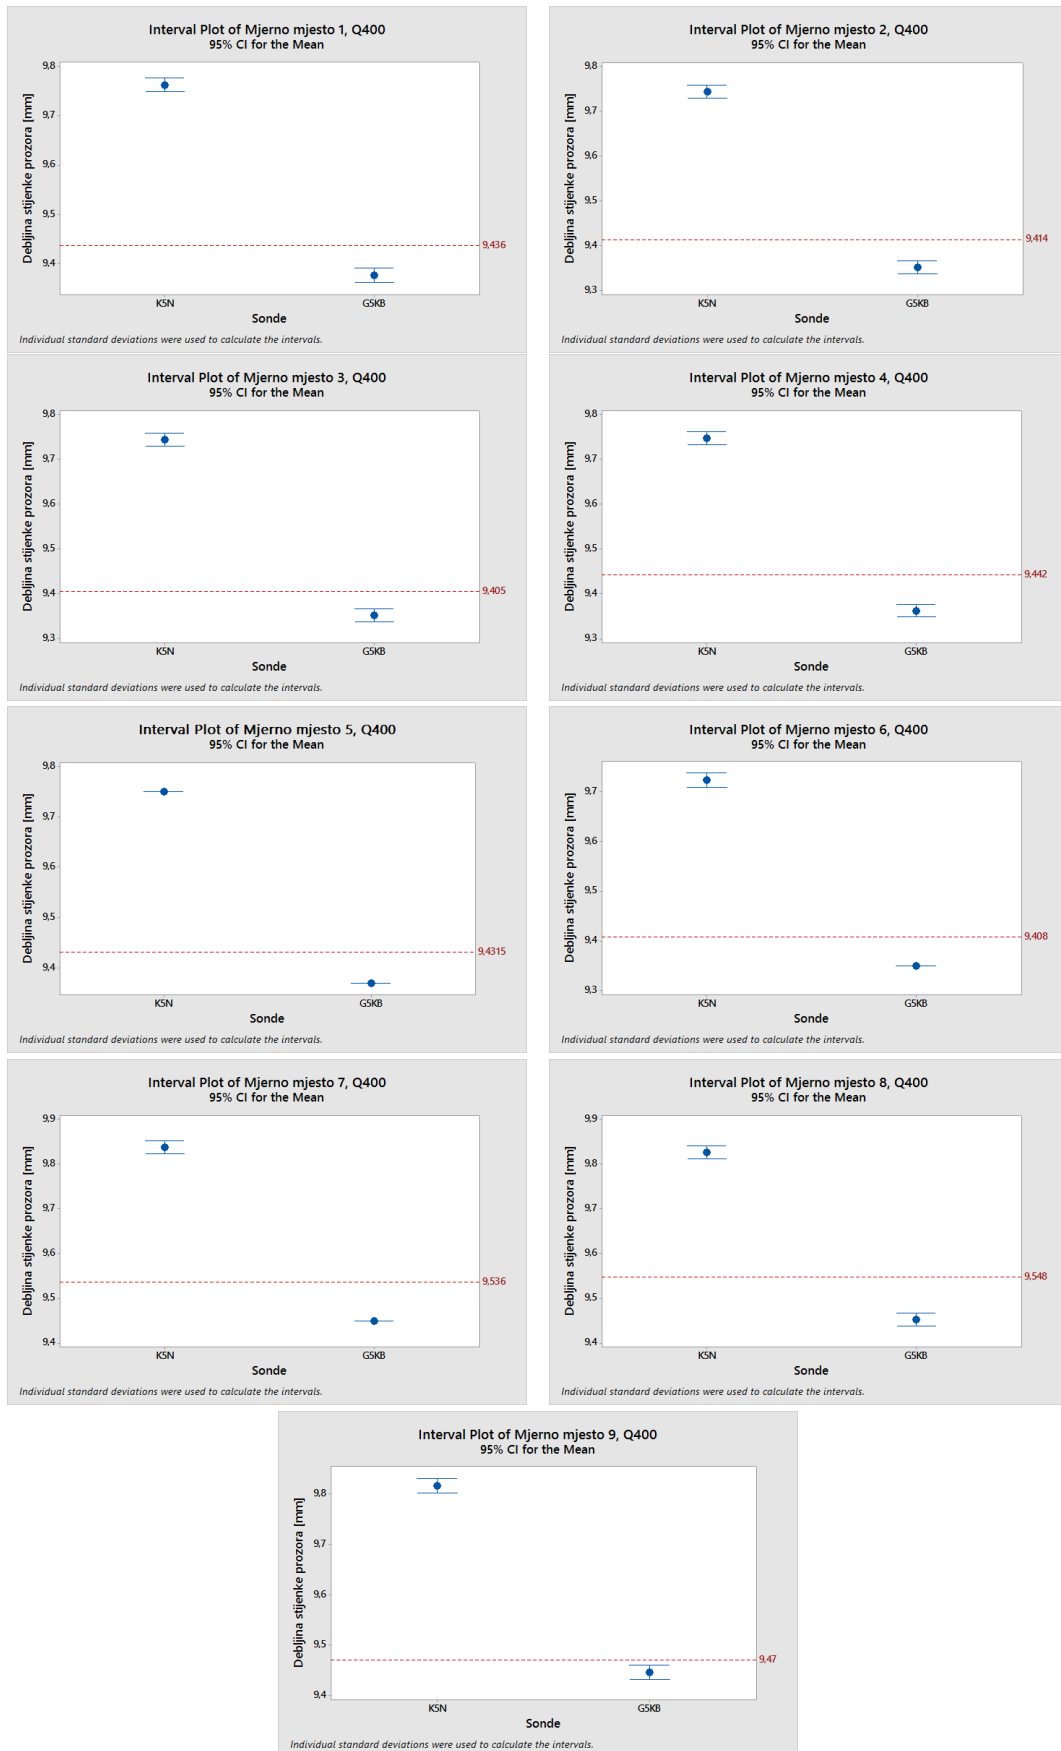 Interval Plot of Mjerno mjesto 1, Q400
95% CI for the Mean
Debljina stijenke prozora [mm]
9,8
9,7
9,6
9,5
9,4
9,436
K5N
G5KB
Sonde
Individual standard deviations were used to calculate the intervals.
Interval Plot of Mjerno mjesto 2, Q400
95% CI for the Mean
Debljina stijenke prozora [mm]
9,8
9,7
9,6
9,5
9,4
9,3
9,414
K5N
G5KB
Sonde
Individual standard deviations were used to calculate the intervals.
Interval Plot of Mjerno mjesto 3, Q400
95% CI for the Mean
Debljina stijenke prozora [mm]
9,8
9,7
9,6
9,5
9,4
9,3
9,405
K5N
G5KB
Sonde
Individual standard deviations were used to calculate the intervals.
Interval Plot of Mjerno mjesto 4, Q400
95% CI for the Mean
Debljina stijenke prozora [mm]
9,8
9,7
9,6
9,5
9,4
9,3
9,442
K5N
G5KB
Sonde
Individual standard deviations were used to calculate the intervals.
Interval Plot of Mjerno mjesto 5, Q400
95% CI for the Mean
Debljina stijenke prozora [mm]
9,8
9,7
9,6
9,5
9,4
9,4315
K5N
G5KB
Sonde
Individual standard deviations were used to calculate the intervals.
Interval Plot of Mjerno mjesto 6, Q400
95% CI for the Mean
Debljina stijenke prozora [mm]
9,7
9,6
9,5
9,4
9,3
9,408
K5N
G5KB
Sonde
Individual standard deviations were used to calculate the intervals.
Interval Plot of Mjerno mjesto 7, Q400
95% CI for the Mean
Debljina stijenke prozora [mm]
9,9
9,8
9,7
9,6
9,5
9,4
9,536
K5N
G5KB
Sonde
Individual standard deviations were used to calculate the intervals.
Interval Plot of Mjerno mjesto 8, Q400
95% CI for the Mean
Debljina stijenke prozora [mm]
9,9
9,8
9,7
9,6
9,5
9,4
9,548
K5N
G5KB
Sonde
Individual standard deviations were used to calculate the intervals.
Interval Plot of Mjerno mjesto 9, Q400
95% CI for the Mean
Debljina stijenke prozora [mm]
9,8
9,7
9,6
9,5
9,4
9,47
K5N
G5KB
Sonde
Individual standard deviations were used to calculate the intervals.